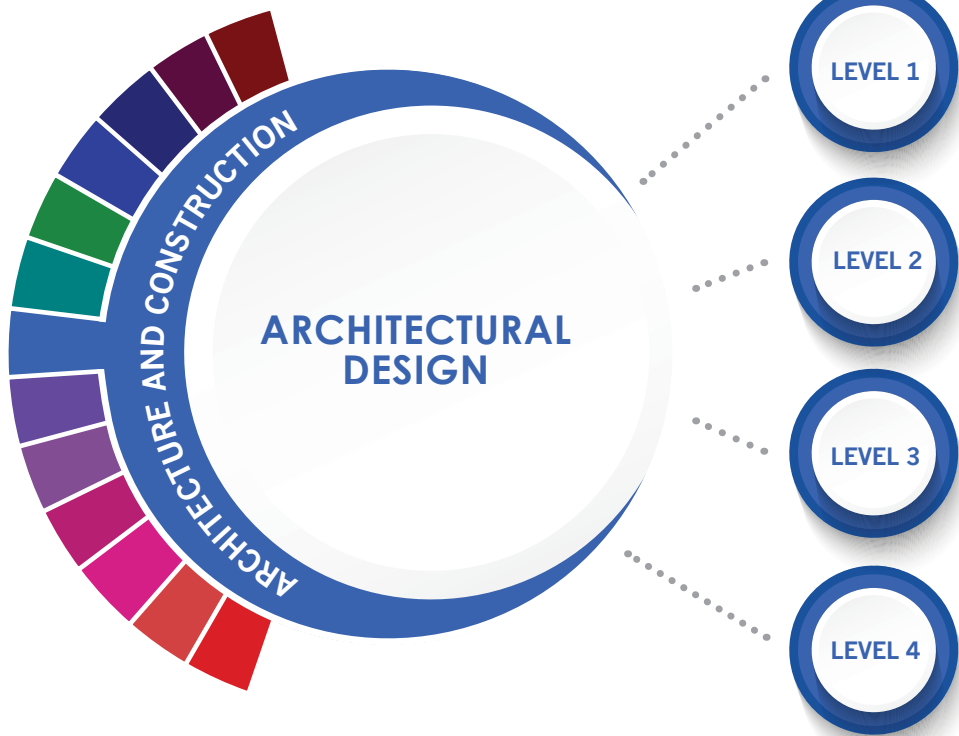 ARCHITECTURE AND CONSTRUCTION
ARCHITECTURAL
DESIGN
LEVEL 1
LEVEL 2
LEVEL 3
LEVEL 4